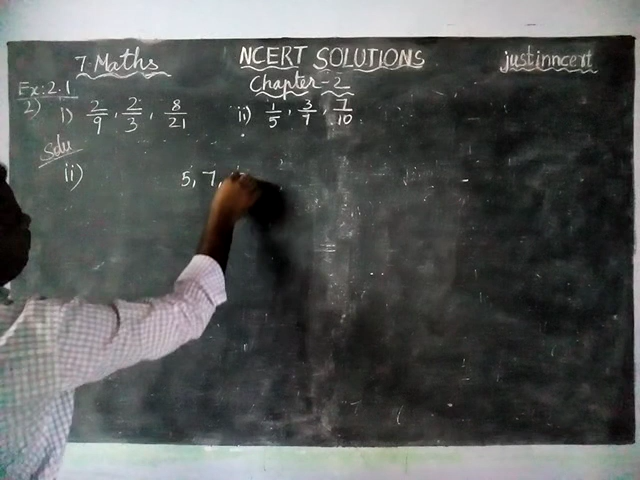 7. Maths NCERT SOLUTIONS justinncert
Chapter-2
Ex: 2.1
2) i) 2/9, 2/3, 8/21 ii) 1/5, 3/7, 7/10
Solu
ii) 5, 7,